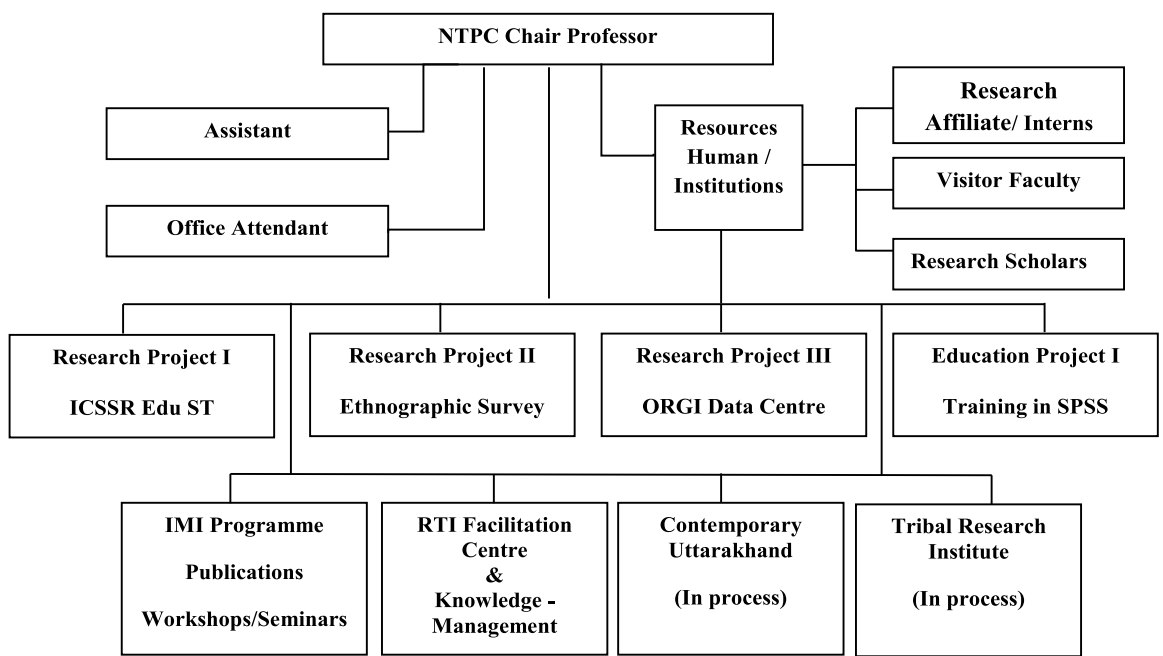 NTPC Chair Professor
Assistant
Office Attendant
Resources
Human /
Institutions
Research
Affiliate/ Interns
Visitor Faculty
Research Scholars
Research Project I
ICSSR Edu ST
Research Project II
Ethnographic Survey
Research Project III
ORGI Data Centre
Education Project I
Training in SPSS
IMI Programme
Publications
Workshops/Seminars
RTI Facilitation
Centre
&
Knowledge -
Management
Contemporary
Uttarakhand
(In process)
Tribal Research
Institute
(In process)